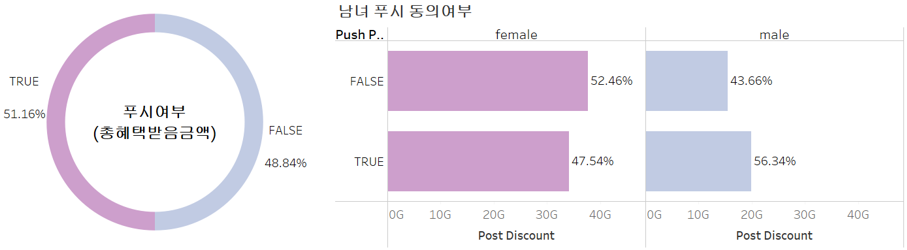 TRUE
51.16%
푸시여부
(총혜택받음금액)
FALSE
48.84%
남녀 푸시 동의여부
Push P.. female male
FALSE 52.46% 43.66%
TRUE 47.54% 56.34%
0G 10G 20G 30G 40G 0G 20G 40G
Post Discount Post Discount